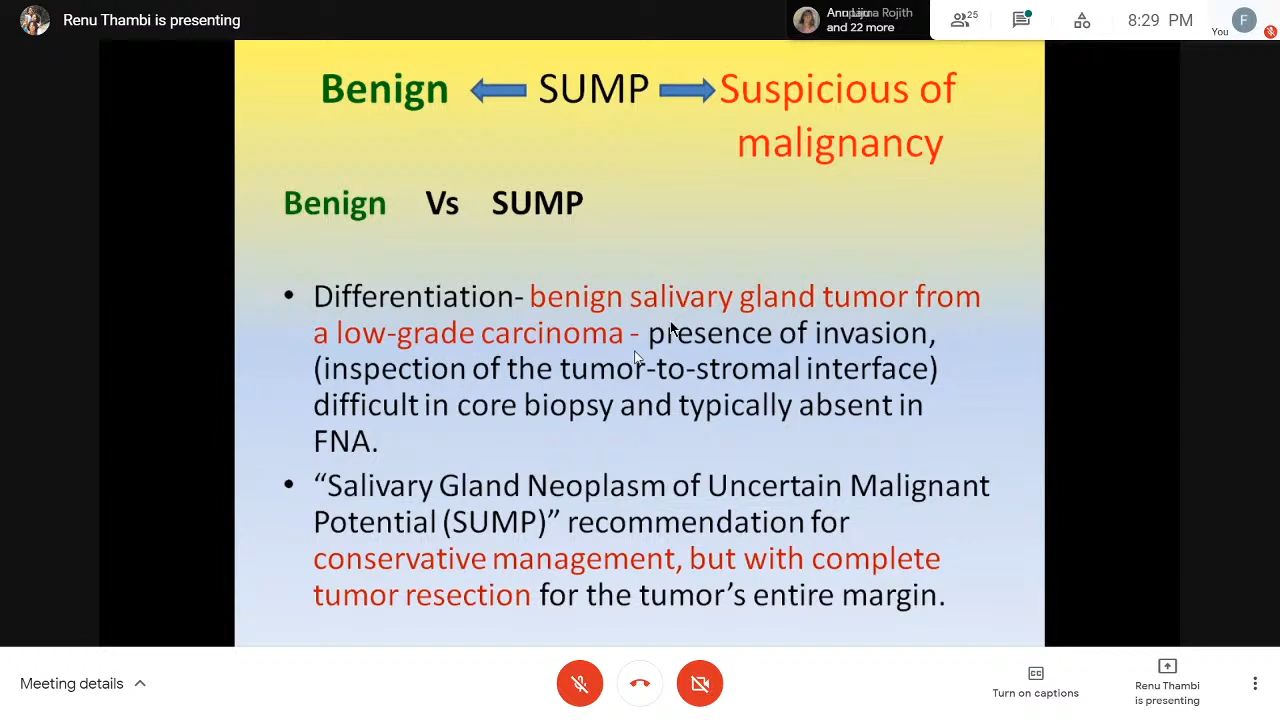 Renu Thambi is presenting
Rojith
and 22 more
25
8:29 PM
You
F
Benign SUMP Suspicious of
malignancy
Benign Vs SUMP
• Differentiation- benign salivary gland tumor from
a low-grade carcinoma - presence of invasion,
(inspection of the tumor-to-stromal interface)
difficult in core biopsy and typically absent in
FNA.
• “Salivary Gland Neoplasm of Uncertain Malignant
Potential (SUMP)” recommendation for
conservative management, but with complete
tumor resection for the tumor’s entire margin.
Meeting details
CC
Turn on captions
Renu Thambi
is presenting